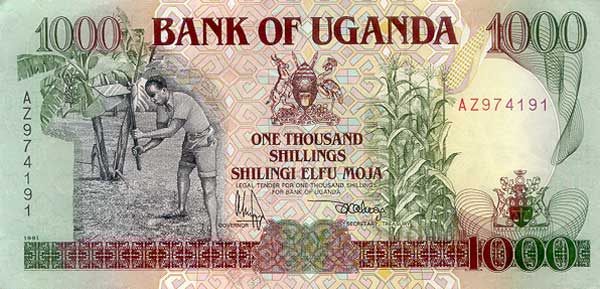 1000 BANK OF UGANDA 1000
AZ974191
AZ974191
ONE THOUSAND
SHILLINGS
SHILINGI ELFU MOJA
LEGAL TENDER FOR ONE THOUSAND SHILLINGS
FOR BANK OF UGANDA
GOVERNOR SECRETARY
1991
1000